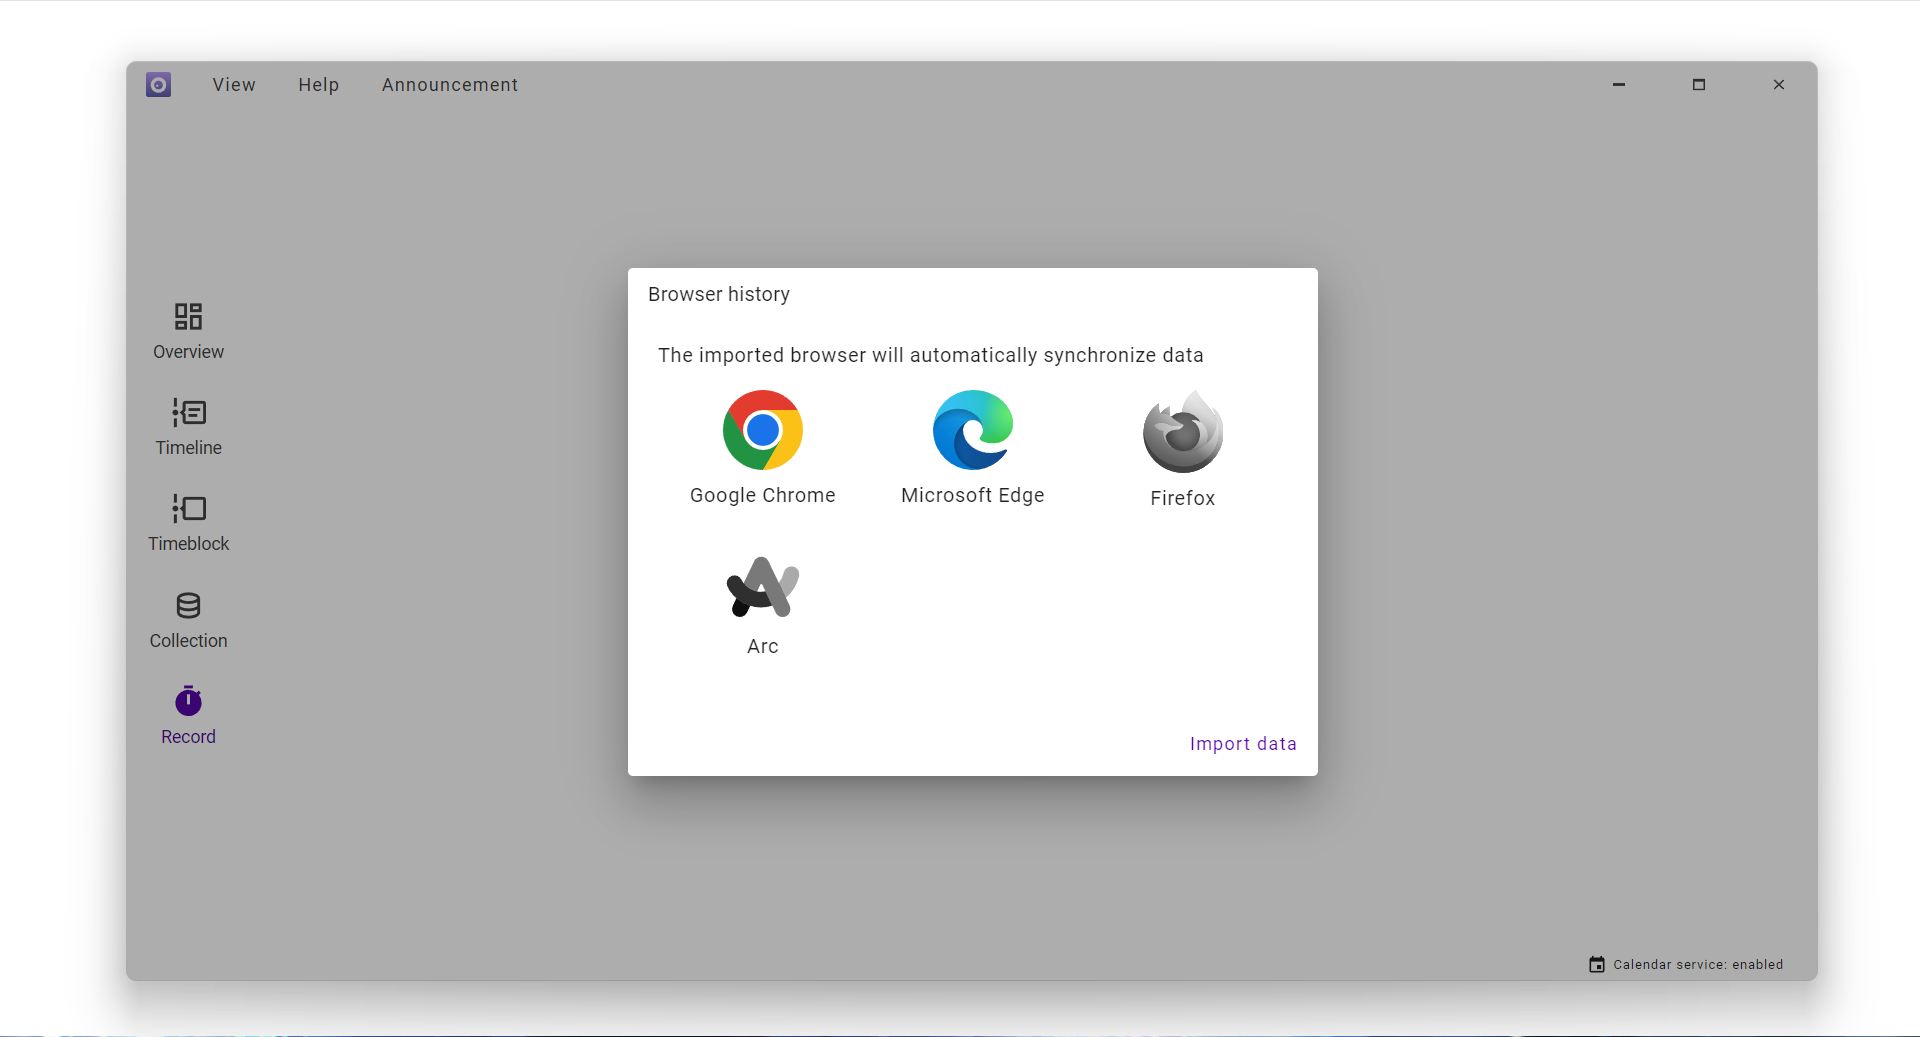 View Help Announcement
Browser history
The imported browser will automatically synchronize data
Google Chrome Microsoft Edge Firefox
Arc
Import data
Overview
Timeline
Timeblock
Collection
Record
Calendar service: enabled